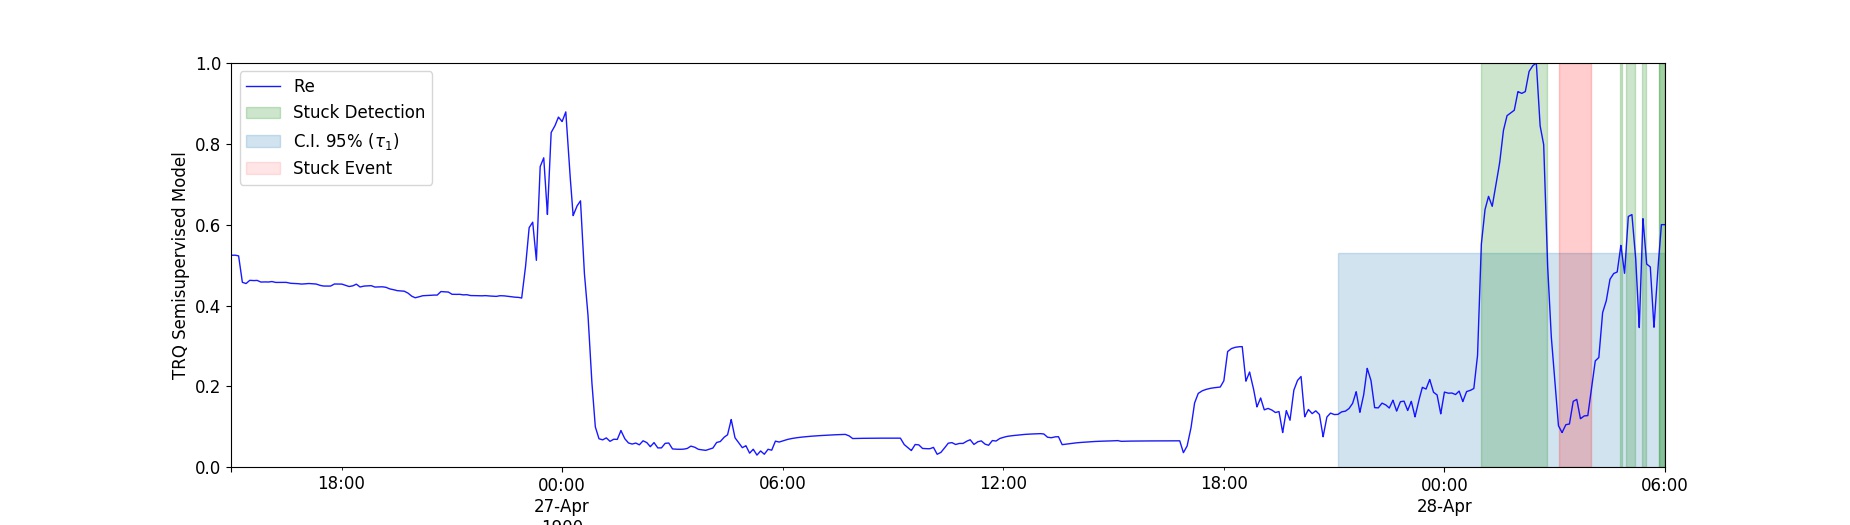 1.0
0.8
0.6
0.4
0.2
0.0
TRQ Semisupervised Model
Re
Stuck Detection
C.I. 95% (τ₁)
Stuck Event
18:00
00:00
27-Apr
1900
06:00
12:00
18:00
00:00
28-Apr
06:00